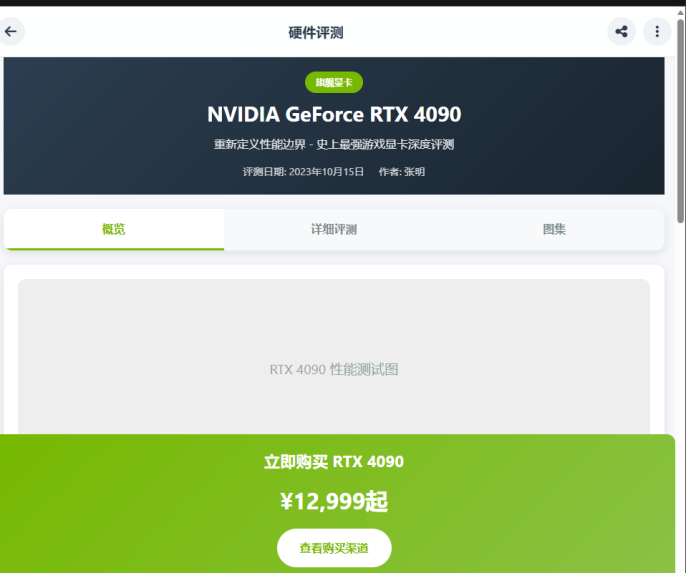 硬件评测
旗舰显卡
NVIDIA GeForce RTX 4090
重新定义性能边界 - 史上最强游戏显卡深度评测
评测日期: 2023年10月15日 作者: 张明
概览 详细评测 图集
RTX 4090 性能测试图
立即购买 RTX 4090
¥12,999起
查看购买渠道